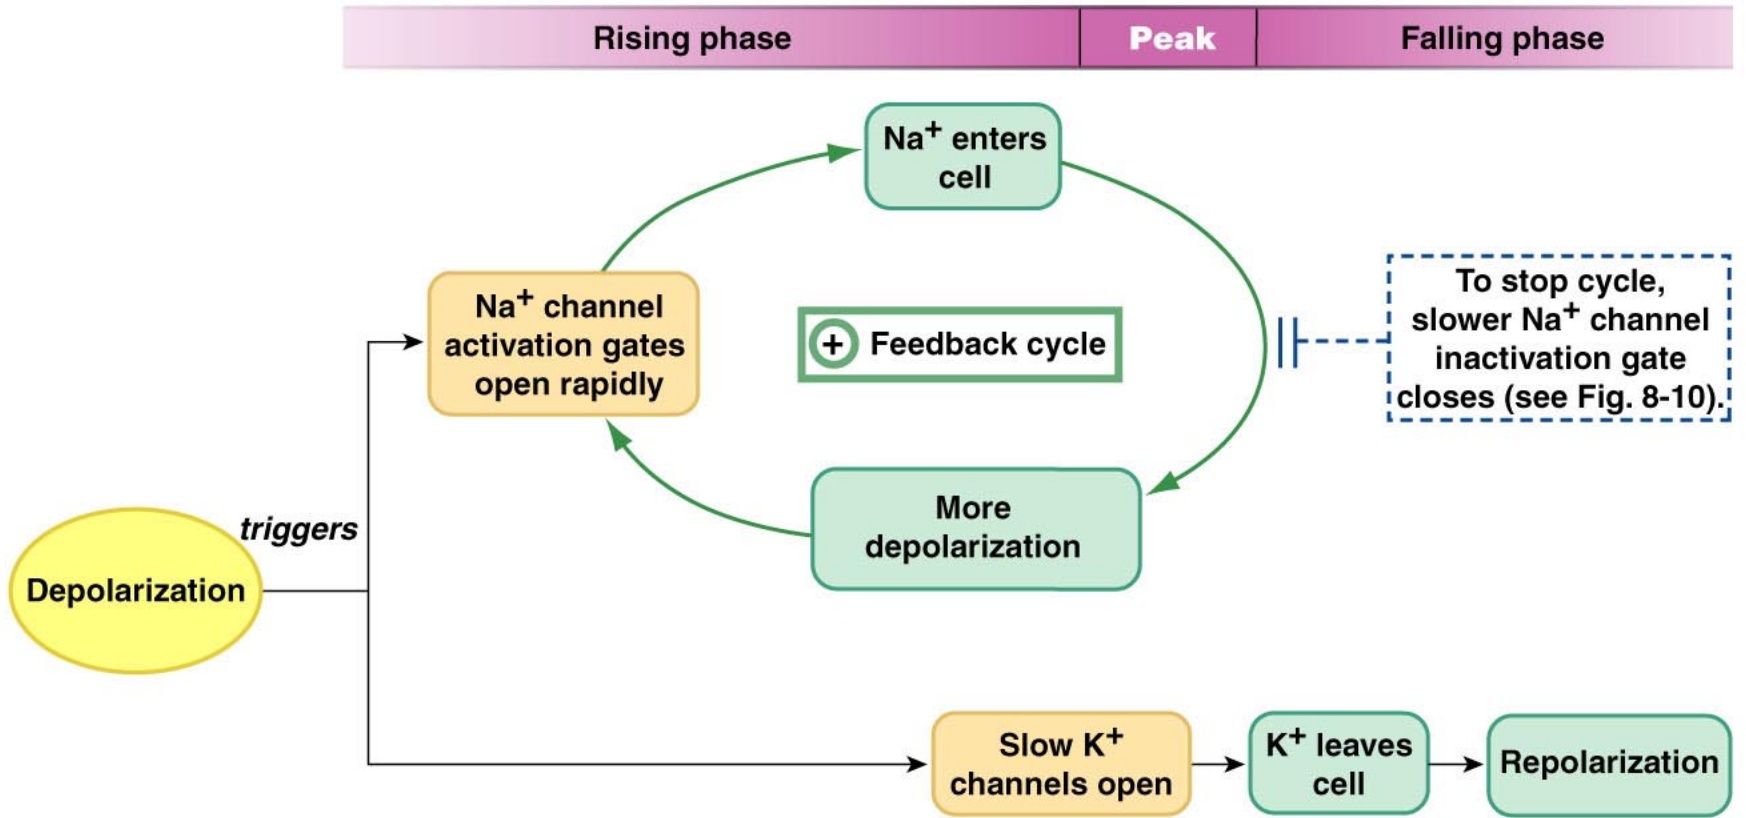 Rising phase
Peak
Falling phase
Na+ enters
cell
Na+ channel
activation gates
open rapidly
+ Feedback cycle
To stop cycle,
slower Na+ channel
inactivation gate
closes (see Fig. 8-10).
More
depolarization
triggers
Depolarization
Slow K+
channels open
K+ leaves
cell
Repolarization